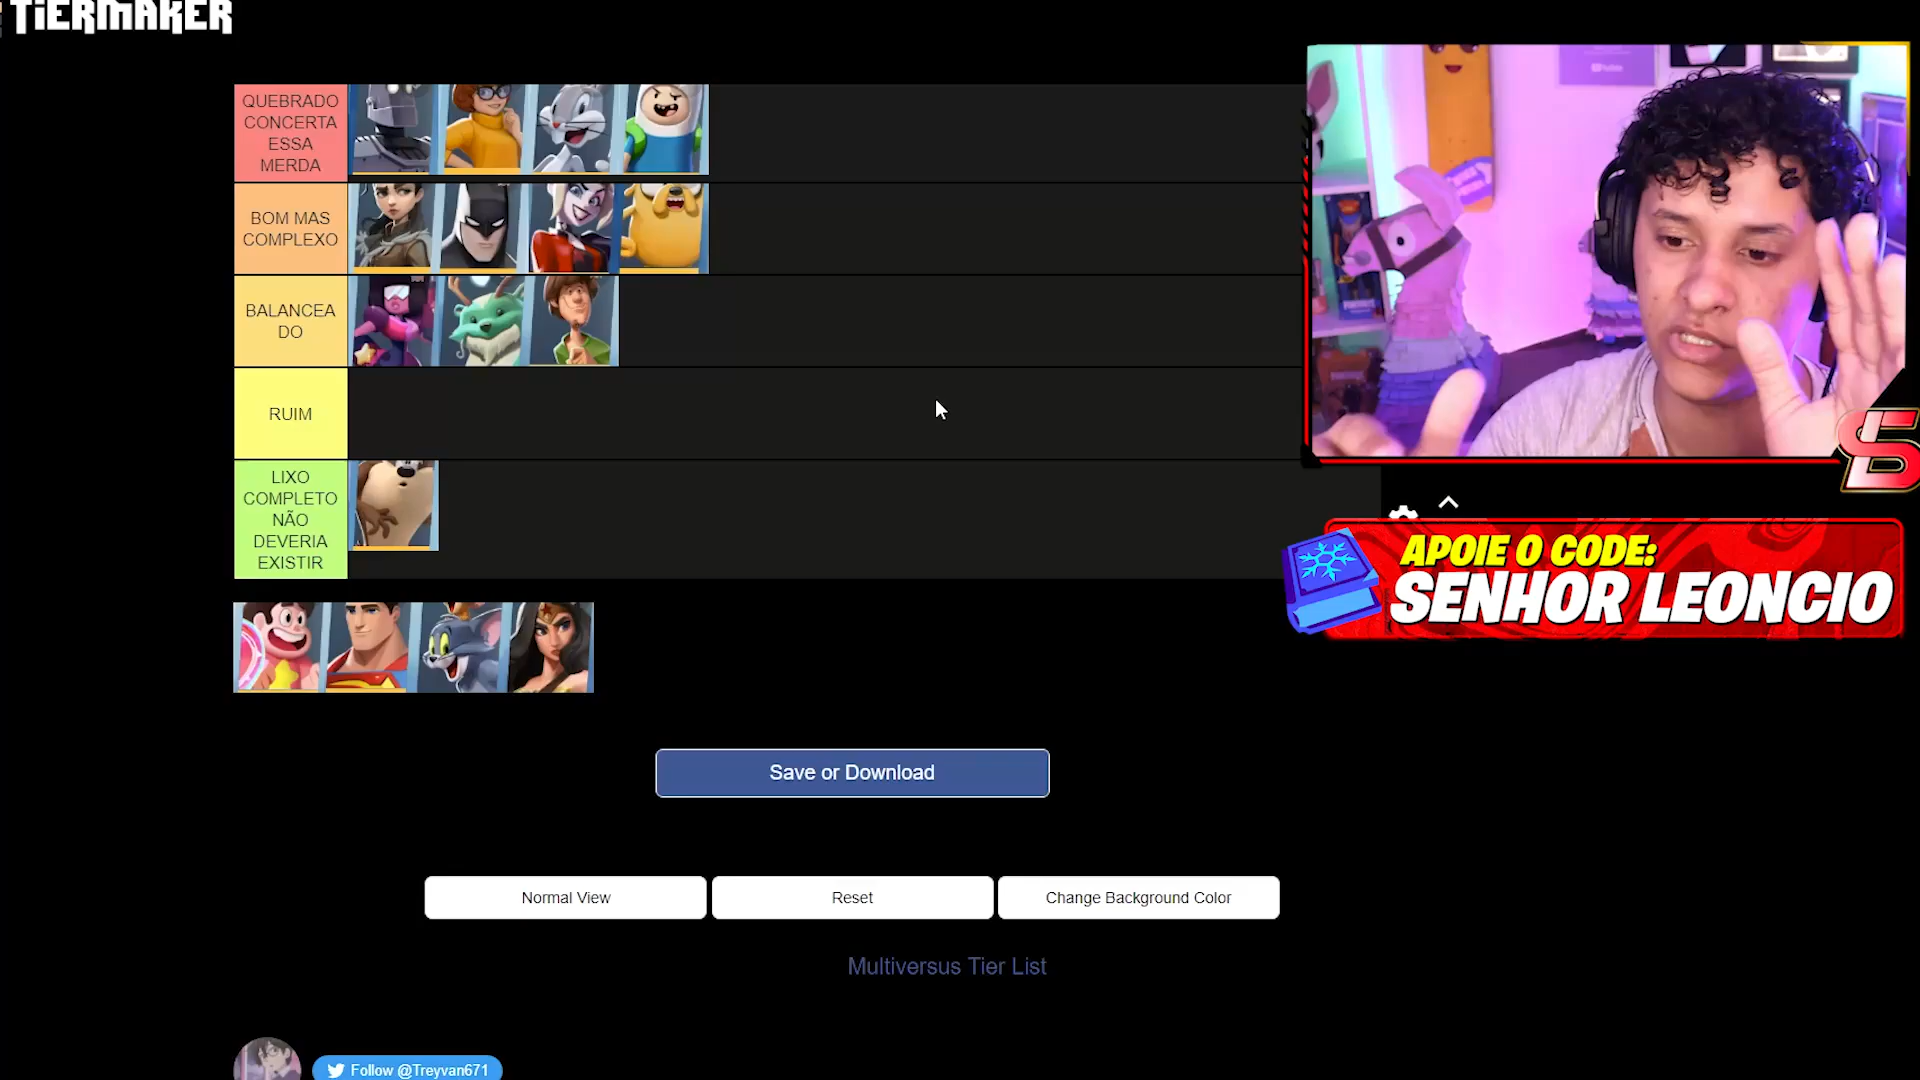 TiERMAKER
QUEBRADO
CONCERTA
ESSA
MERDA
BOM MAS
COMPLEXO
BALANCEA
DO
RUIM
LIXO
COMPLETO
NÃO
DEVERIA
EXISTIR
APOIE O CODE:
SENHOR LEONCIO
Save or Download
Normal View
Reset
Change Background Color
Multiversus Tier List
Follow @Treyvan671